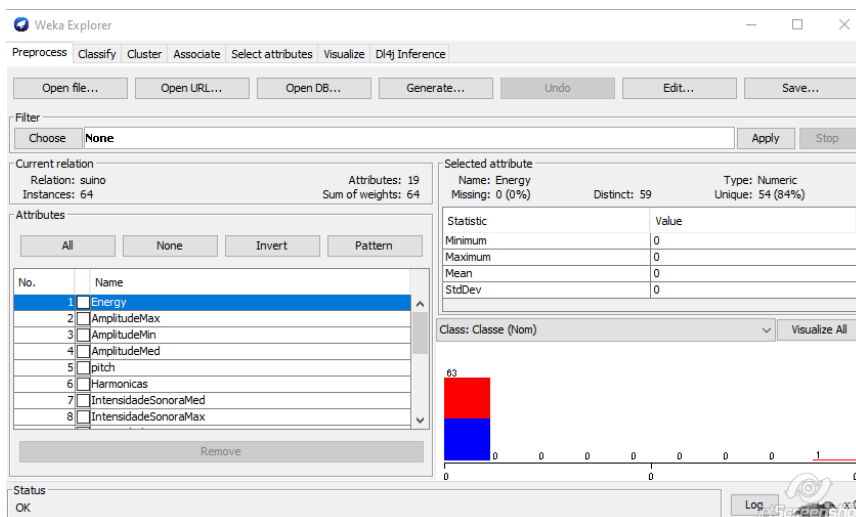 Weka Explorer
Preprocess Classify Cluster Associate Select attributes Visualize Dl4j Inference
Open file... Open URL... Open DB... Generate... Undo Edit... Save...
Filter
Choose None Apply Stop
Current relation
Relation: suino Attributes: 19
Instances: 64 Sum of weights: 64
Selected attribute
Name: Energy Type: Numeric
Missing: 0 (0%) Distinct: 59 Unique: 54 (84%)
Attributes
All None Invert Pattern
No. Name
1 Energy
2 AmplitudeMax
3 AmplitudeMin
4 AmplitudeMed
5 pitch
6 Harmonicas
7 IntensidadeSonoraMed
8 IntensidadeSonoraMax
Remove
Statistic Value
Minimum 0
Maximum 0
Mean 0
StdDev 0
Class: Classe (Nom) Visualize All
63
0 0 0 0 0 0 0 1
0 0 0
Status
OK
Log x 0